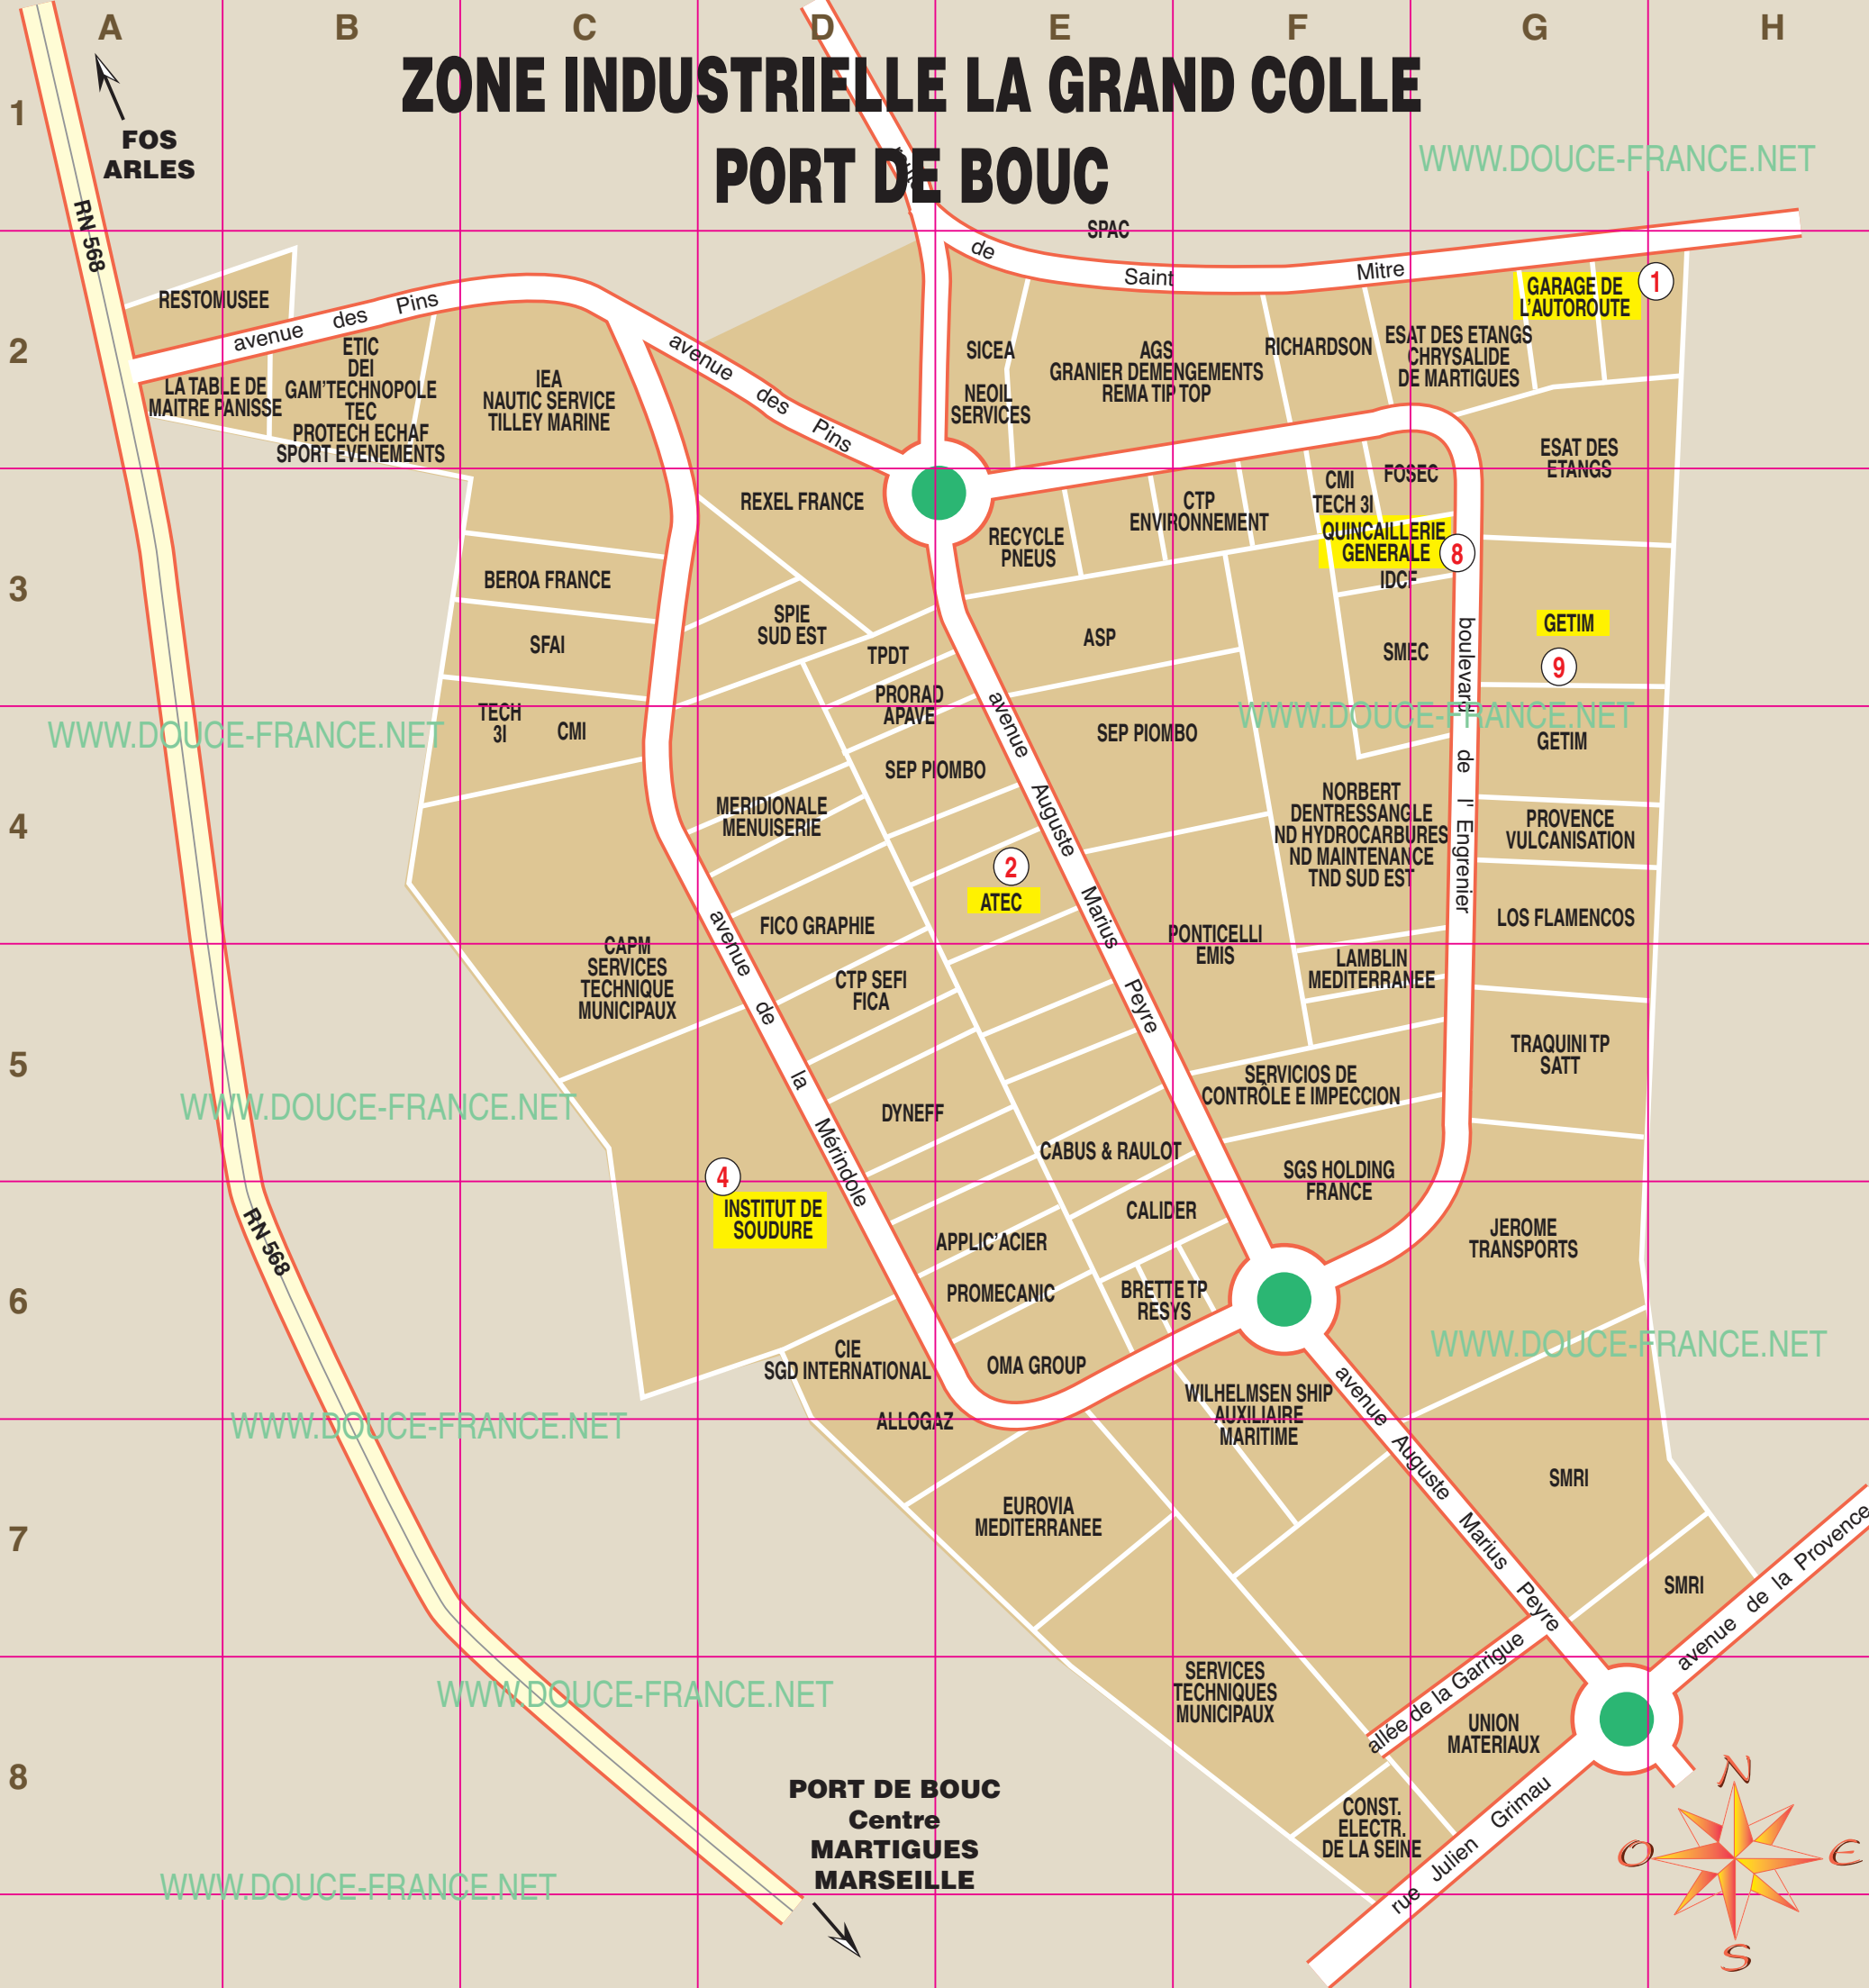 A B C D E F G H
1
2
3
4
5
6
7
8
ZONE INDUSTRIELLE LA GRAND COLLE
PORT DE BOUC
FOS
ARLES
WWW.DOUCE-FRANCE.NET
RN 568
SPAC
de Saint Mitre
RESTOMUSEE
avenue des Pins
LA TABLE DE
MAITRE PANISSE
ETIC
DEI
GAM'TECHNOPOLE
TEC
PROTECH ECHAF
SPORT EVENEMENTS
IEA
NAUTIC SERVICE
TILLEY MARINE
avenue des Pins
SICEA
NEOIL
SERVICES
AGS
GRANIER DEMENGEMENTS
REMA TIP TOP
RICHARDSON
ESAT DES ETANGS
CHRYSALIDE
DE MARTIGUES
GARAGE DE
L'AUTOROUTE
1
ESAT DES
ETANGS
REXEL FRANCE
RECYCLE
PNEUS
CTP
ENVIRONNEMENT
CMI
TECH 3I
FOSEC
QUINCAILLERIE
GENERALE
8
IDCF
BEROA FRANCE
SFAI
SPIE
SUD EST
TPDT
ASP
SMEC
GETIM
9
boulevard de l' Engrenier
TECH
3I
CMI
PRORAD
APAVE
avenue Auguste Marius Peyre
SEP PIOMBO
SEP PIOMBO
GETIM
WWW.DOUCE-FRANCE.NET
WWW.DOUCE-FRANCE.NET
MERIDIONALE
MENUISERIE
NORBERT
DENTRESSANGLE
ND HYDROCARBURES
ND MAINTENANCE
TND SUD EST
PROVENCE
VULCANISATION
2
ATEC
FICO GRAPHIE
LOS FLAMENCOS
CAPM
SERVICES
TECHNIQUE
MUNICIPAUX
avenue de la Mérindole
CTP SEFI
FICA
PONTICELLI
EMIS
LAMBLIN
MEDITERRANEE
TRAQUINI TP
SATT
SERVICIOS DE
CONTRÔLE E IMPECCION
WWW.DOUCE-FRANCE.NET
DYNEFF
CABUS & RAULOT
SGS HOLDING
FRANCE
4
INSTITUT DE
SOUDURE
CALIDER
APPLIC'ACIER
JEROME
TRANSPORTS
RN 568
PROMECANIC
BRETTE TP
RESYS
WWW.DOUCE-FRANCE.NET
CIE
SGD INTERNATIONAL
OMA GROUP
WILHELMSEN SHIP
AUXILIAIRE
MARITIME
ALLOGAZ
WWW.DOUCE-FRANCE.NET
avenue Auguste Marius Peyre
SMRI
EUROVIA
MEDITERRANEE
SMRI
avenue de la Provence
allée de la Garrigue
SERVICES
TECHNIQUES
MUNICIPAUX
WWW.DOUCE-FRANCE.NET
UNION
MATERIAUX
CONST.
ELECTR.
DE LA SEINE
rue Julien Grimau
PORT DE BOUC
Centre
MARTIGUES
MARSEILLE
WWW.DOUCE-FRANCE.NET
N
O E
S